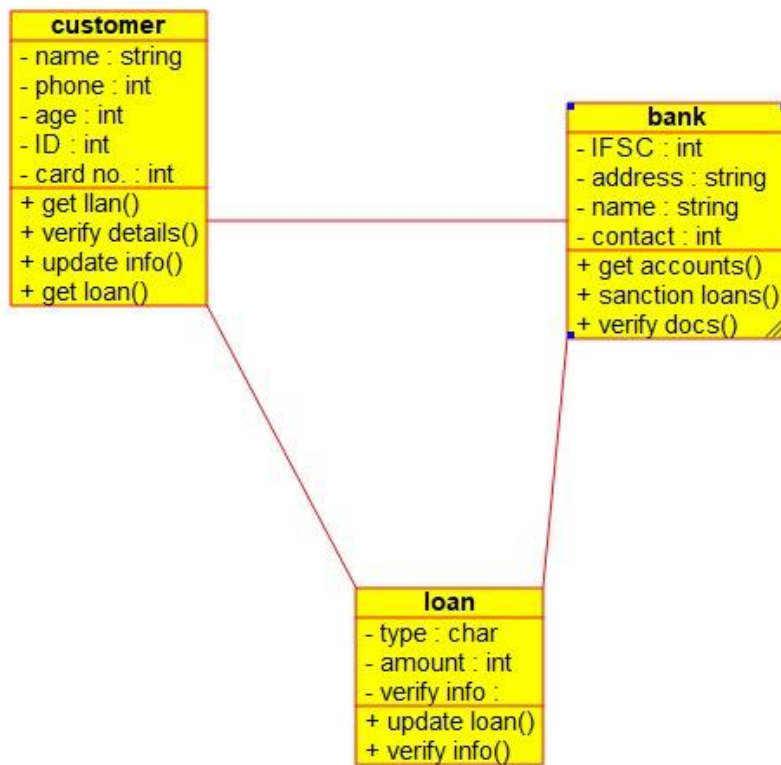 customer
- name : string
- phone : int
- age : int
- ID : int
- card no. : int
+ get llan()
+ verify details()
+ update info()
+ get loan()
bank
- IFSC : int
- address : string
- name : string
- contact : int
+ get accounts()
+ sanction loans()
+ verify docs()
loan
- type : char
- amount : int
- verify info :
+ update loan()
+ verify info()